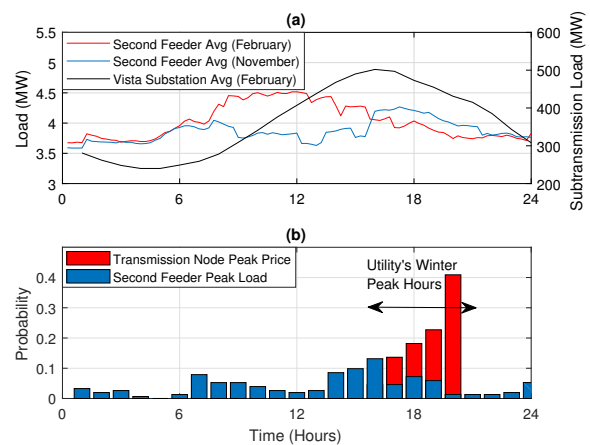 (a)
5.5
5
4.5
4
3.5
3
Load (MW)
Second Feeder Avg (February)
Second Feeder Avg (November)
Vista Substation Avg (February)
600
500
400
300
200
Subtransmission Load (MW)
0
6
12
18
24
(b)
0.4
0.3
0.2
0.1
0
Probability
Transmission Node Peak Price
Second Feeder Peak Load
Utility's Winter
Peak Hours
0
6
12
18
24
Time (Hours)